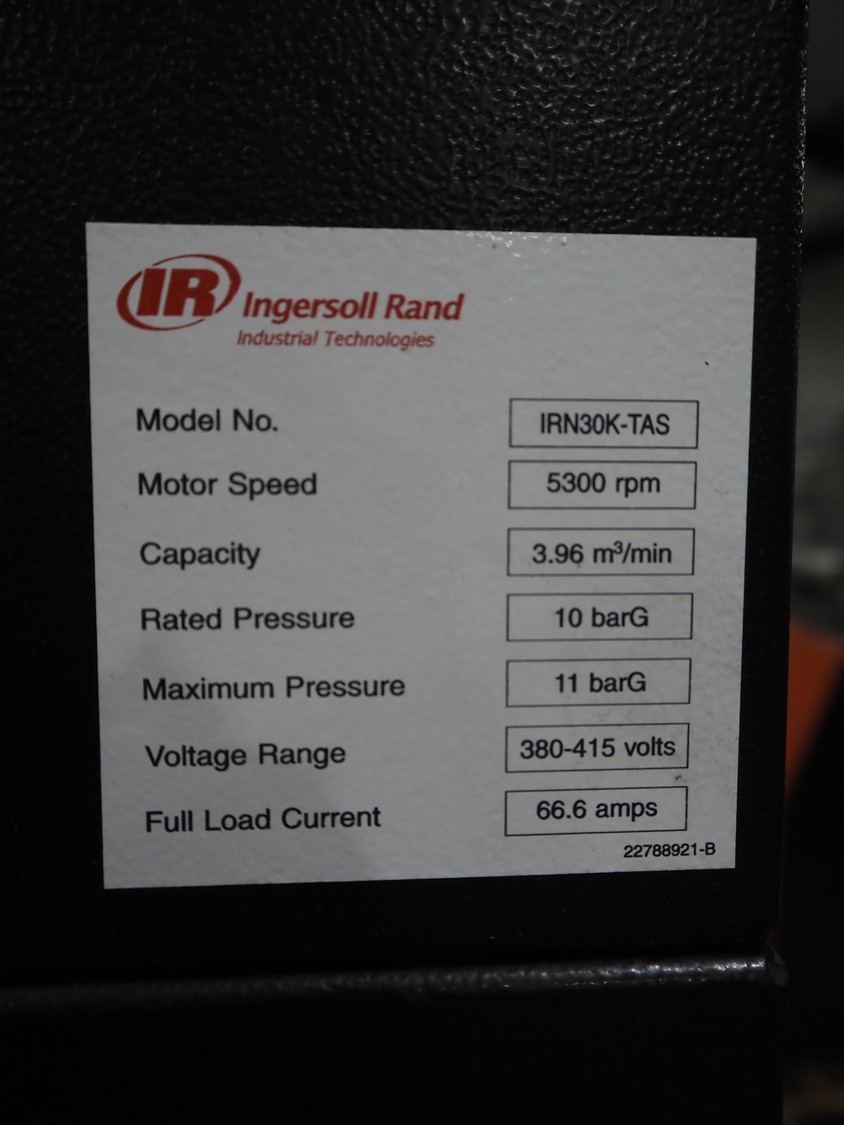 IR Ingersoll Rand
Industrial Technologies
Model No. IRN30K-TAS
Motor Speed 5300 rpm
Capacity 3.96 m³/min
Rated Pressure 10 barG
Maximum Pressure 11 barG
Voltage Range 380-415 volts
Full Load Current 66.6 amps
22788921-B